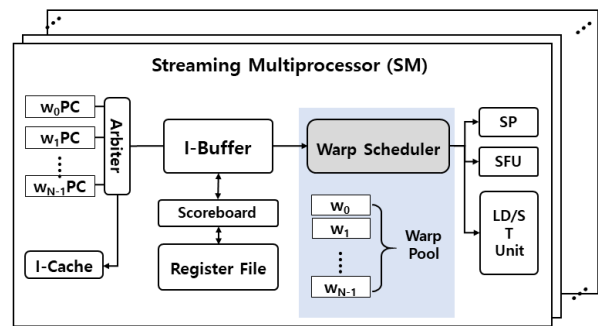 Streaming Multiprocessor (SM)
w₀PC
w₁PC
wN-1PC
Arbiter
I-Cache
I-Buffer
Scoreboard
Register File
Warp Scheduler
w₀
w₁
wN-1
Warp
Pool
SP
SFU
LD/S
T
Unit